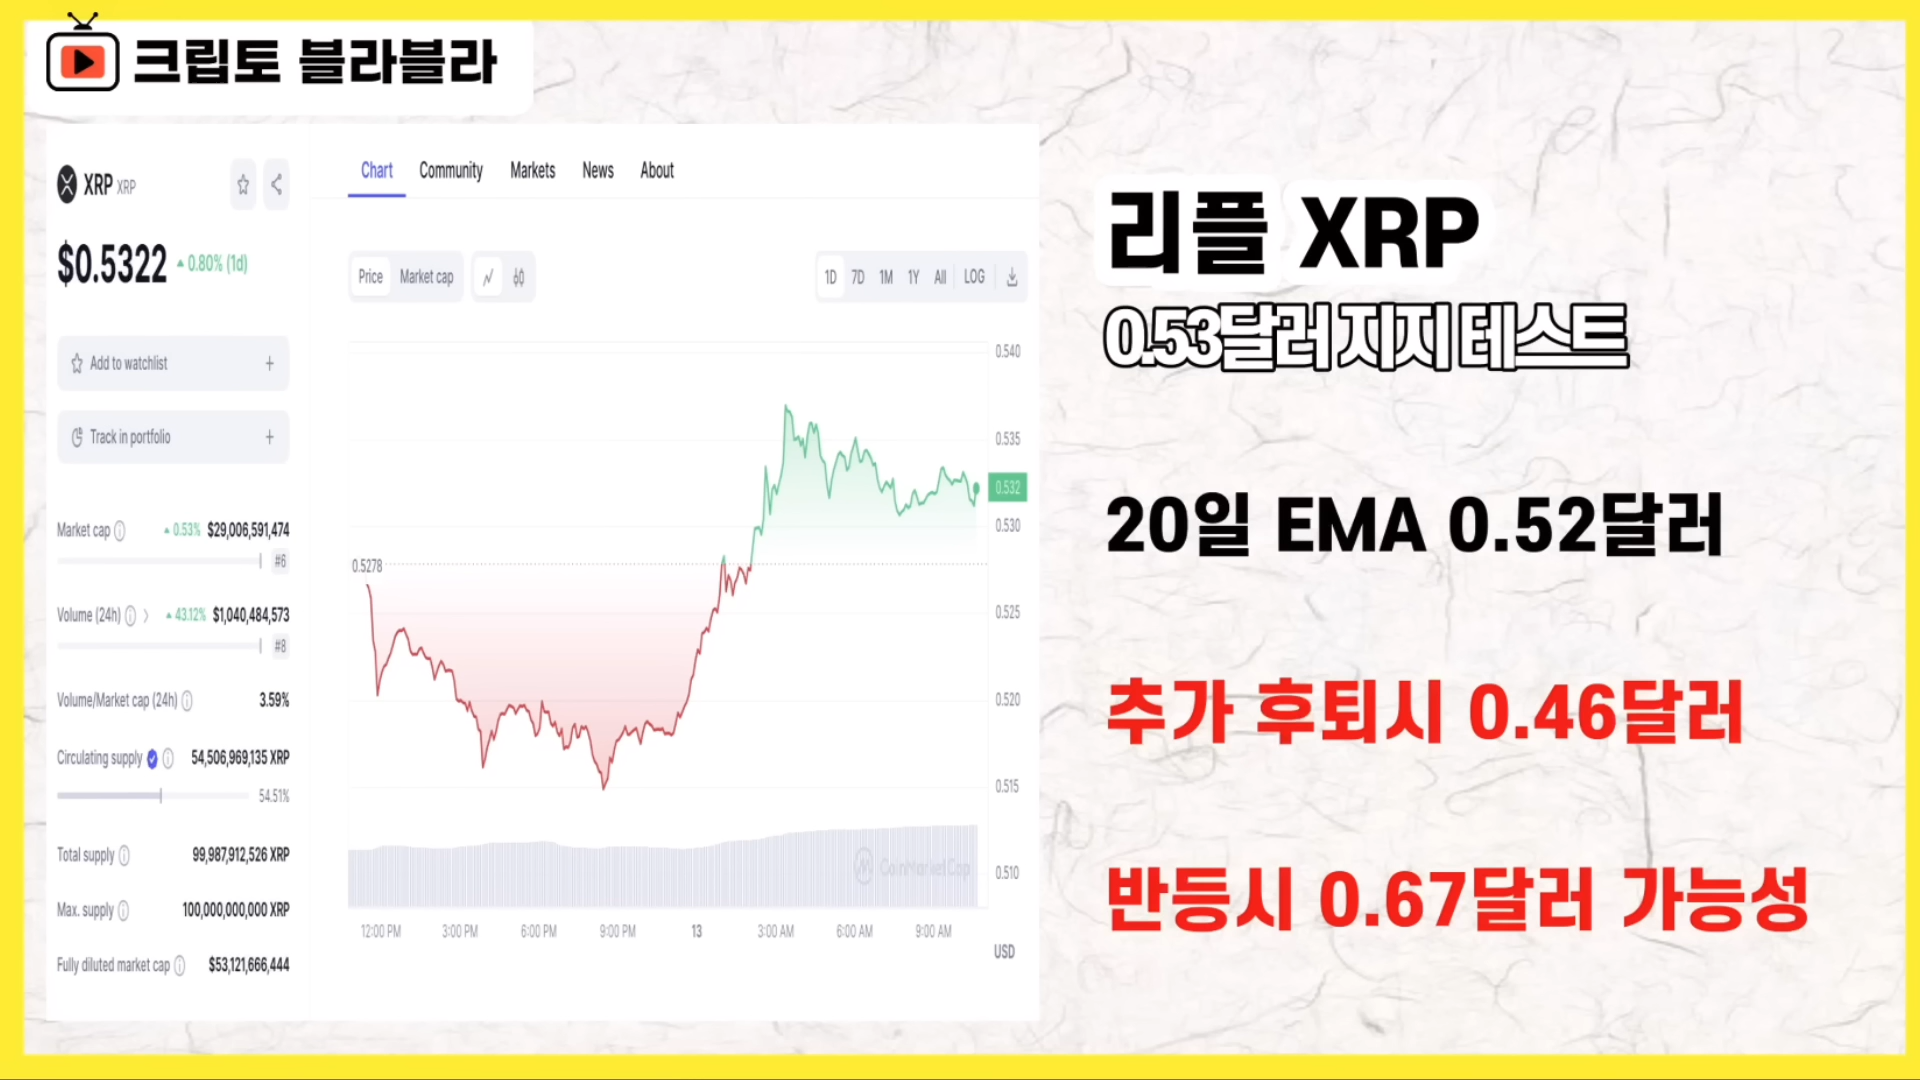 크립토 블라블라
XRP XRP
$0.5322 0.80% (1d)
Add to watchlist +
Track in portfolio +
Market cap 0.53% $29,006,591,474
#6
Volume (24h) 43.12% $1,040,484,573
#8
Volume/Market cap (24h) 3.59%
Circulating supply 54,506,969,135 XRP
54.51%
Total supply 99,987,912,526 XRP
Max. supply 100,000,000,000 XRP
Fully diluted market cap $53,121,666,444
Chart Community Markets News About
Price Market cap
1D 7D 1M 1Y All LOG
0.540
0.535
0.532
0.530
0.5278
0.525
0.520
0.515
CoinMarketCap
0.510
12:00 PM 3:00 PM 6:00 PM 9:00 PM 13 3:00 AM 6:00 AM 9:00 AM
USD
리플 XRP
0.53달러 지지 테스트
20일 EMA 0.52달러
추가 후퇴시 0.46달러
반등시 0.67달러 가능성